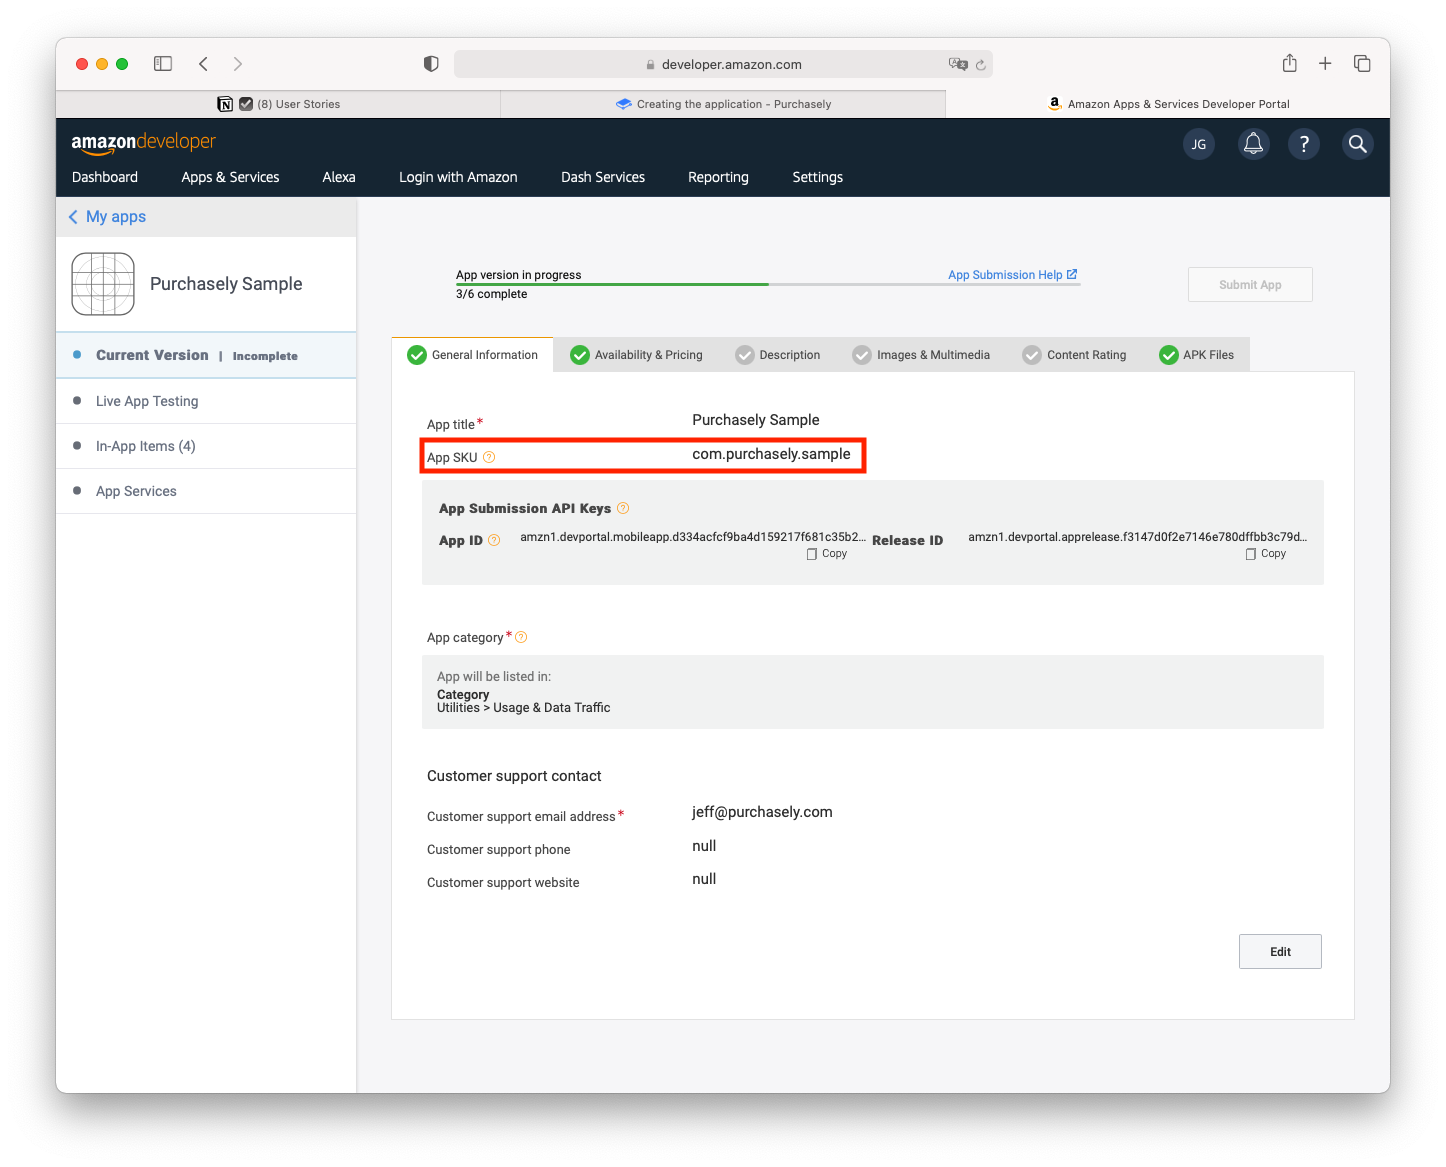 developer.amazon.com
(8) User Stories
Creating the application - Purchasely
Amazon Apps & Services Developer Portal
amazondeveloper
JG
?
Dashboard
Apps & Services
Alexa
Login with Amazon
Dash Services
Reporting
Settings
My apps
Purchasely Sample
Current Version | Incomplete
Live App Testing
In-App Items (4)
App Services
App version in progress
App Submission Help
3/6 complete
Submit App
General Information
Availability & Pricing
Description
Images & Multimedia
Content Rating
APK Files
App title* Purchasely Sample
App SKU ? com.purchasely.sample
App Submission API Keys ?
App ID ? amzn1.devportal.mobileapp.d334acfcf9ba4d159217f681c35b2...
Copy
Release ID amzn1.devportal.apprelease.f3147d0f2e7146e780dffbb3c79d...
Copy
App category* ?
App will be listed in:
Category
Utilities > Usage & Data Traffic
Customer support contact
Customer support email address* jeff@purchasely.com
Customer support phone null
Customer support website null
Edit